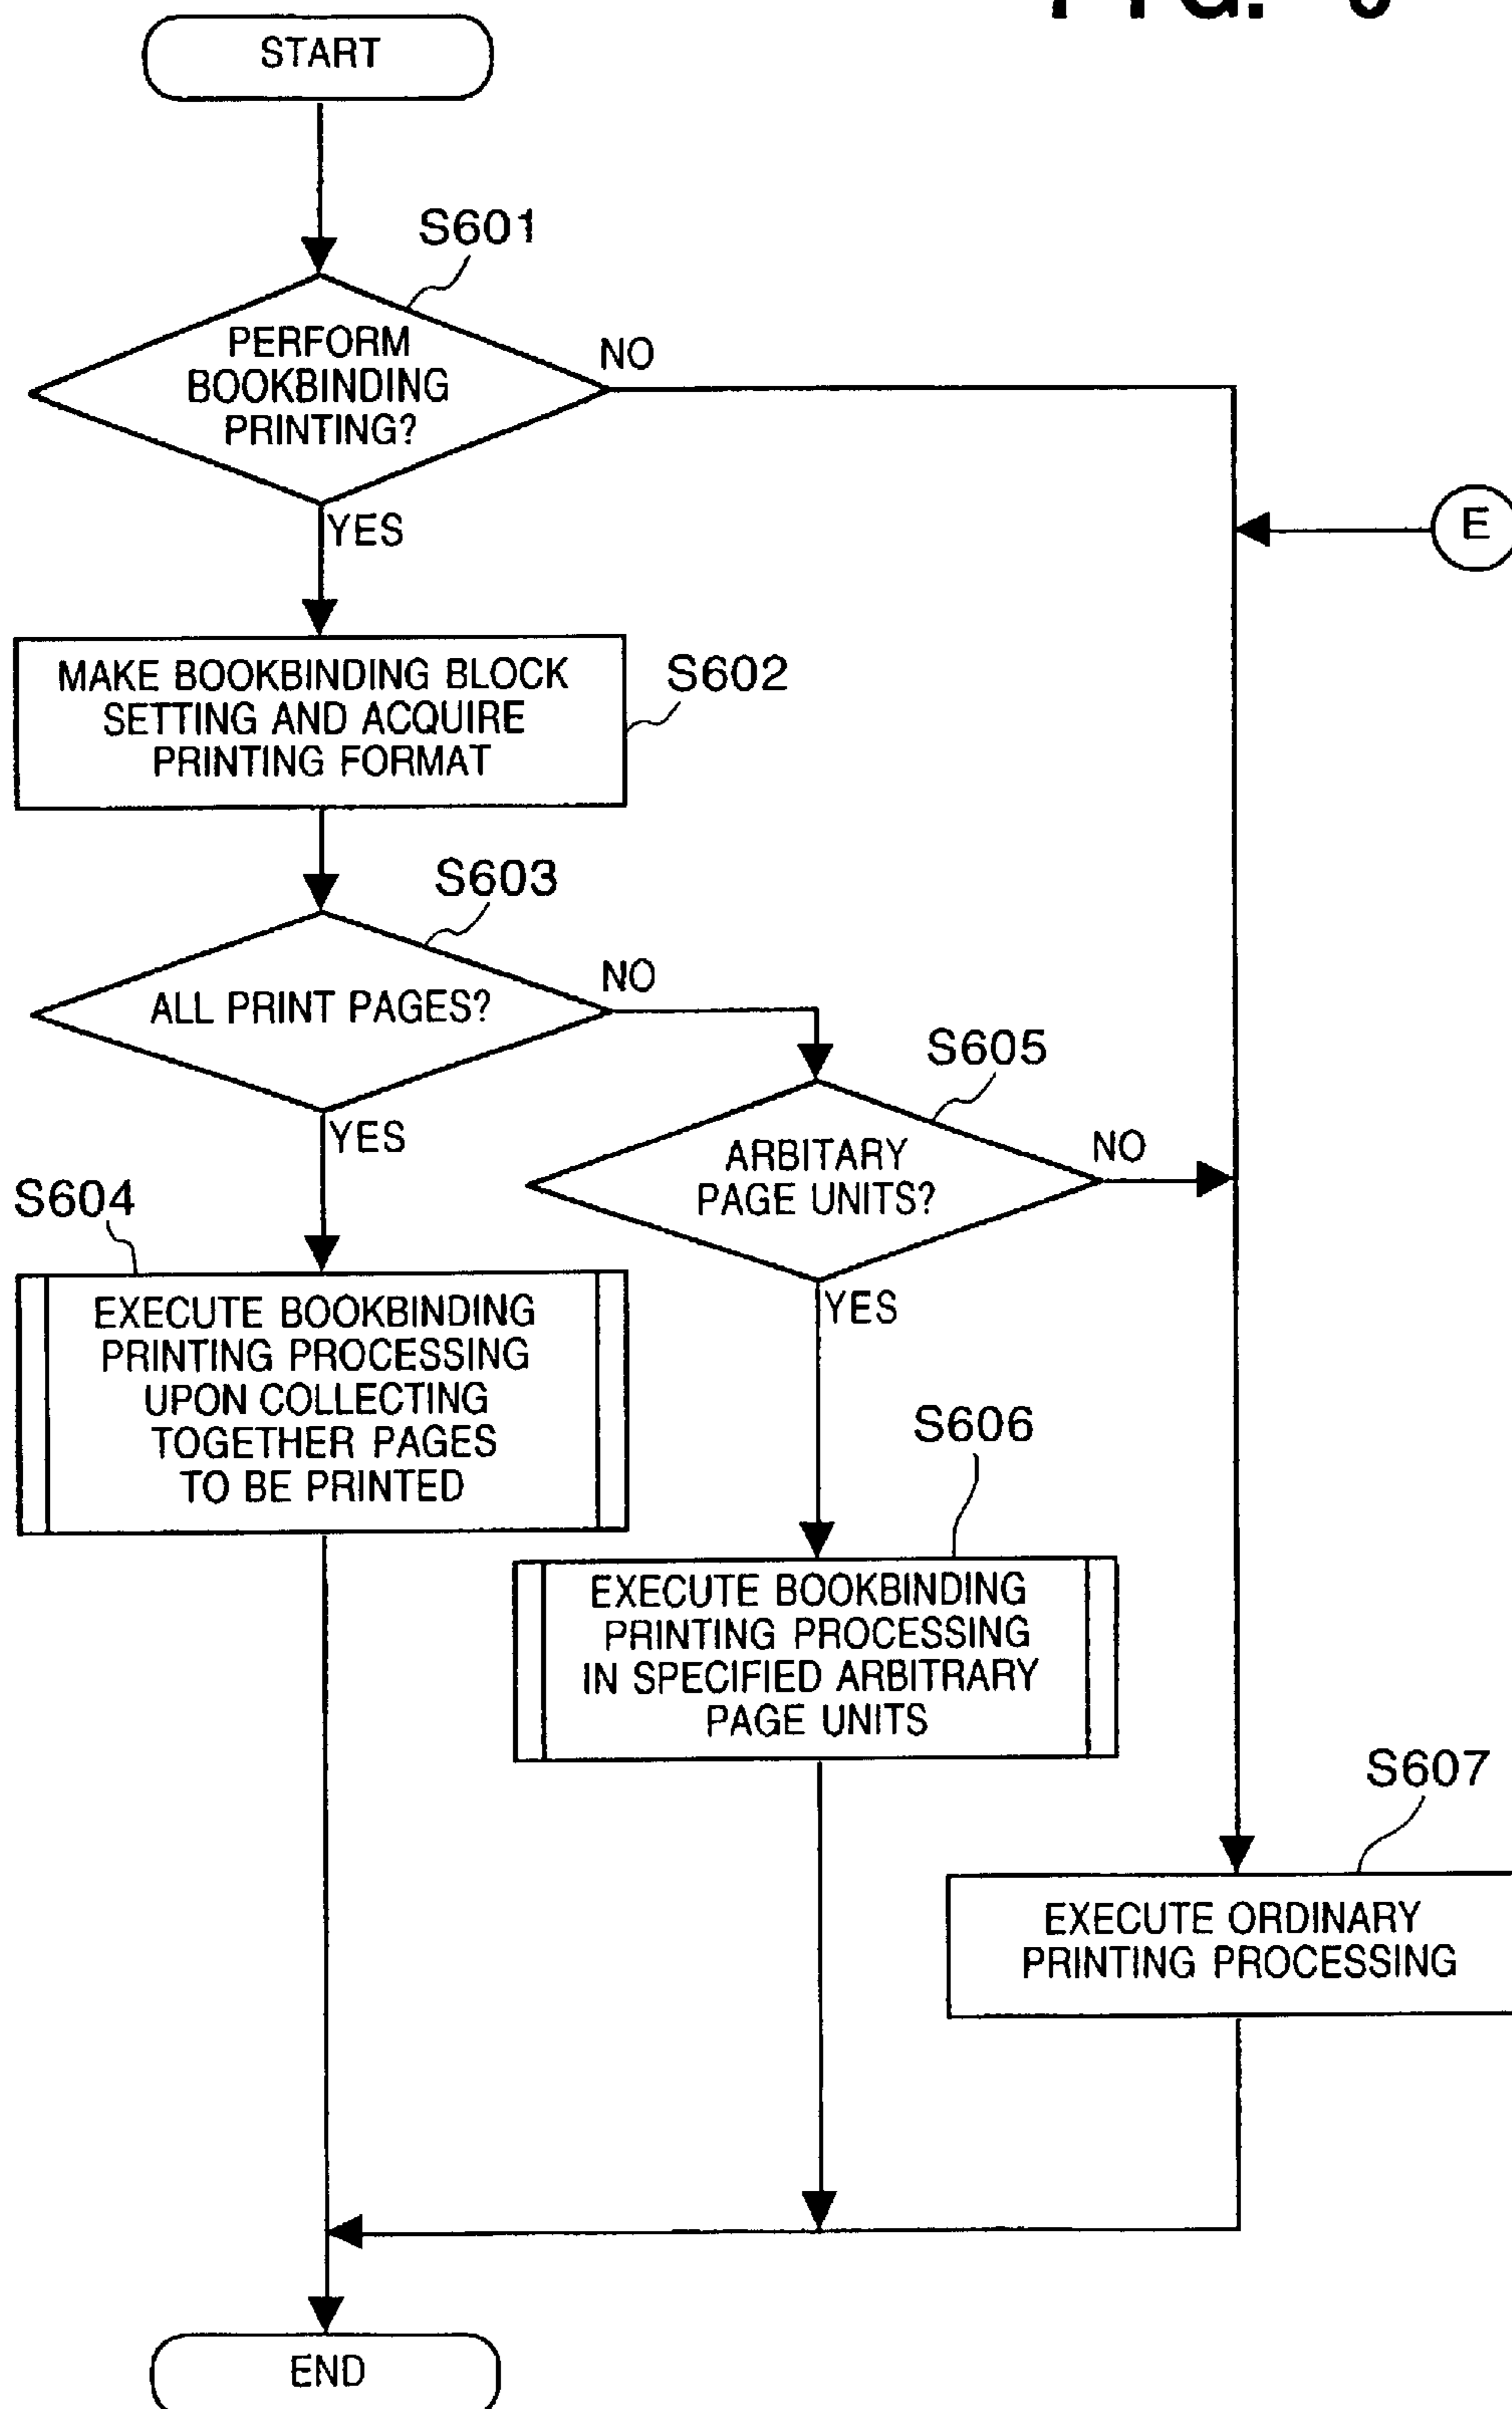 FIG.
START
S601
PERFORM
BOOKBINDING
PRINTING?
NO
YES
E
MAKE BOOKBINDING BLOCK
SETTING AND ACQUIRE
PRINTING FORMAT
S602
S603
ALL PRINT PAGES?
NO
YES
S605
ARBITARY
PAGE UNITS?
NO
YES
S604
EXECUTE BOOKBINDING
PRINTING PROCESSING
UPON COLLECTING
TOGETHER PAGES
TO BE PRINTED
S606
EXECUTE BOOKBINDING
PRINTING PROCESSING
IN SPECIFIED ARBITRARY
PAGE UNITS
S607
EXECUTE ORDINARY
PRINTING PROCESSING
END